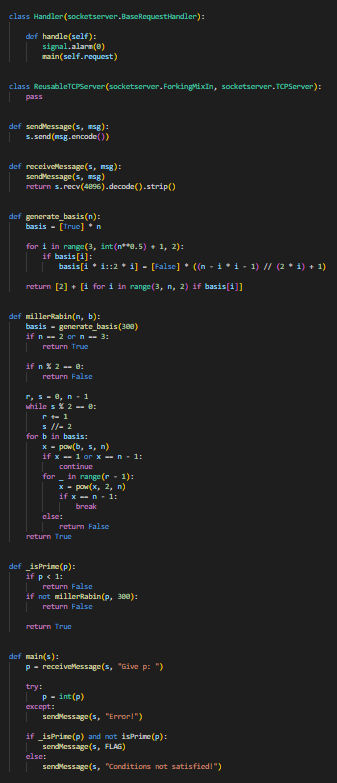 class Handler(socketserver.BaseRequestHandler):
def handle(self):
signal.alarm(0)
main(self.request)
class ReusableTCPServer(socketserver.ForkingMixIn, socketserver.TCPServer):
pass
def sendMessage(s, msg):
s.send(msg.encode())
def receiveMessage(s, msg):
sendMessage(s, msg)
return s.recv(4096).decode().strip()
def generate_basis(n):
basis = [True] * n
for i in range(3, int(n**0.5) + 1, 2):
if basis[i]:
basis[i * i::2 * i] = [False] * ((n - i * i - 1) // (2 * i) + 1)
return [2] + [i for i in range(3, n, 2) if basis[i]]
def millerRabin(n, b):
basis = generate_basis(300)
if n == 2 or n == 3:
return True
if n % 2 == 0:
return False
r, s = 0, n - 1
while s % 2 == 0:
r += 1
s //= 2
for b in basis:
x = pow(b, s, n)
if x == 1 or x == n - 1:
continue
for _ in range(r - 1):
x = pow(x, 2, n)
if x == n - 1:
break
else:
return False
return True
def _isPrime(p):
if p < 1:
return False
if not millerRabin(p, 300):
return False
return True
def main(s):
p = receiveMessage(s, "Give p: ")
try:
p = int(p)
except:
sendMessage(s, "Error!")
if _isPrime(p) and not isPrime(p):
sendMessage(s, FLAG)
else:
sendMessage(s, "Conditions not satisfied!")